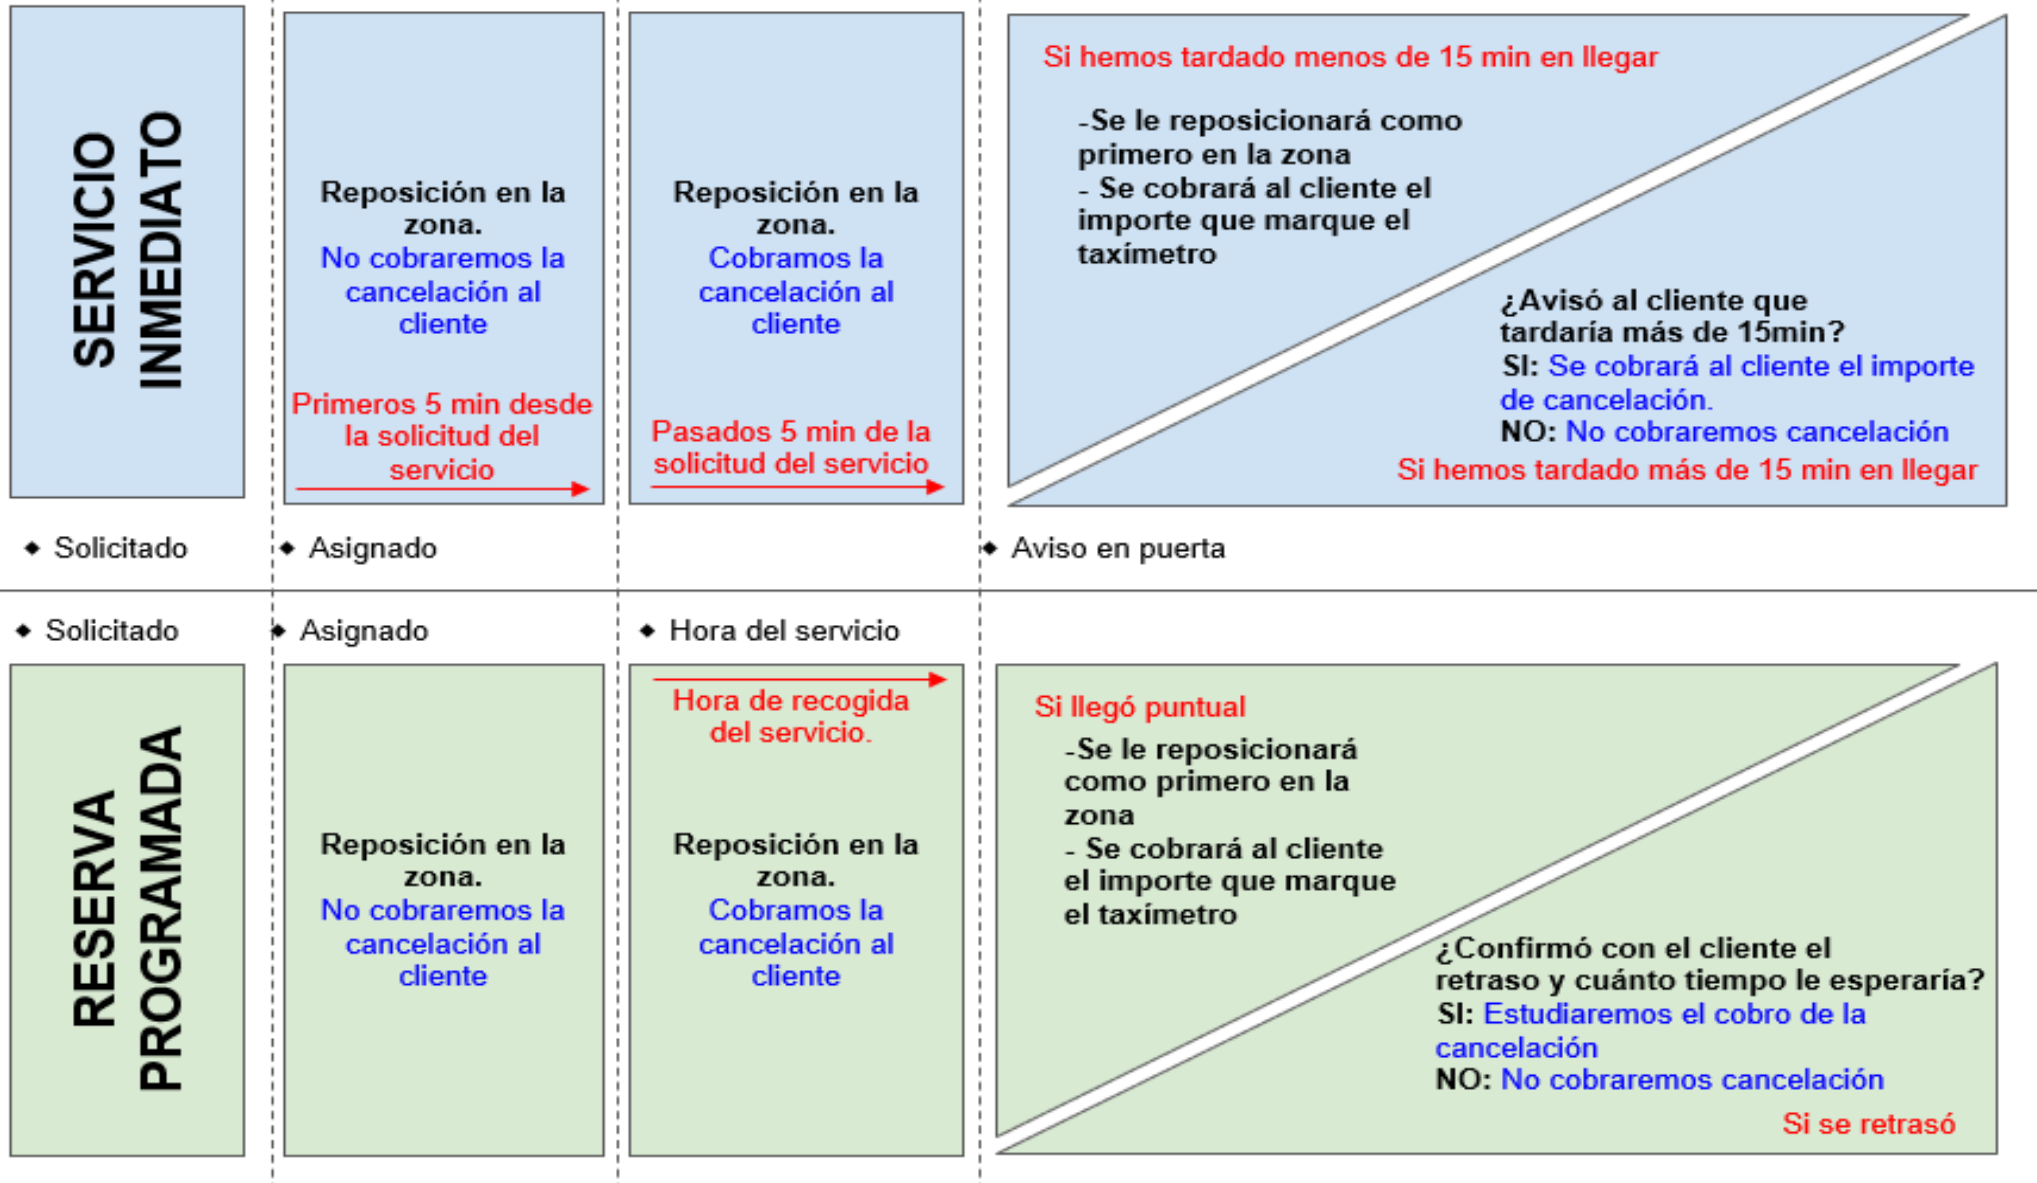 SERVICIO
INMEDIATO
Reposición en la
zona.
No cobraremos la
cancelación al
cliente
Primeros 5 min desde
la solicitud del
servicio
Reposición en la
zona.
Cobramos la
cancelación al
cliente
Pasados 5 min de la
solicitud del servicio
Si hemos tardado menos de 15 min en llegar
-Se le reposicionará como
primero en la zona
- Se cobrará al cliente el
importe que marque el
taxímetro
¿Avisó al cliente que
tardaría más de 15min?
SI: Se cobrará al cliente el importe
de cancelación.
NO: No cobraremos cancelación
Si hemos tardado más de 15 min en llegar
◆ Solicitado
◆ Asignado
◆ Aviso en puerta
◆ Solicitado
◆ Asignado
◆ Hora del servicio
RESERVA
PROGRAMADA
Reposición en la
zona.
No cobraremos la
cancelación al
cliente
Hora de recogida
del servicio.
Reposición en la
zona.
Cobramos la
cancelación al
cliente
Si llegó puntual
-Se le reposicionará
como primero en la
zona
- Se cobrará al cliente
el importe que marque
el taxímetro
¿Confirmó con el cliente el
retraso y cuánto tiempo le esperaría?
SI: Estudiaremos el cobro de la
cancelación
NO: No cobraremos cancelación
Si se retrasó